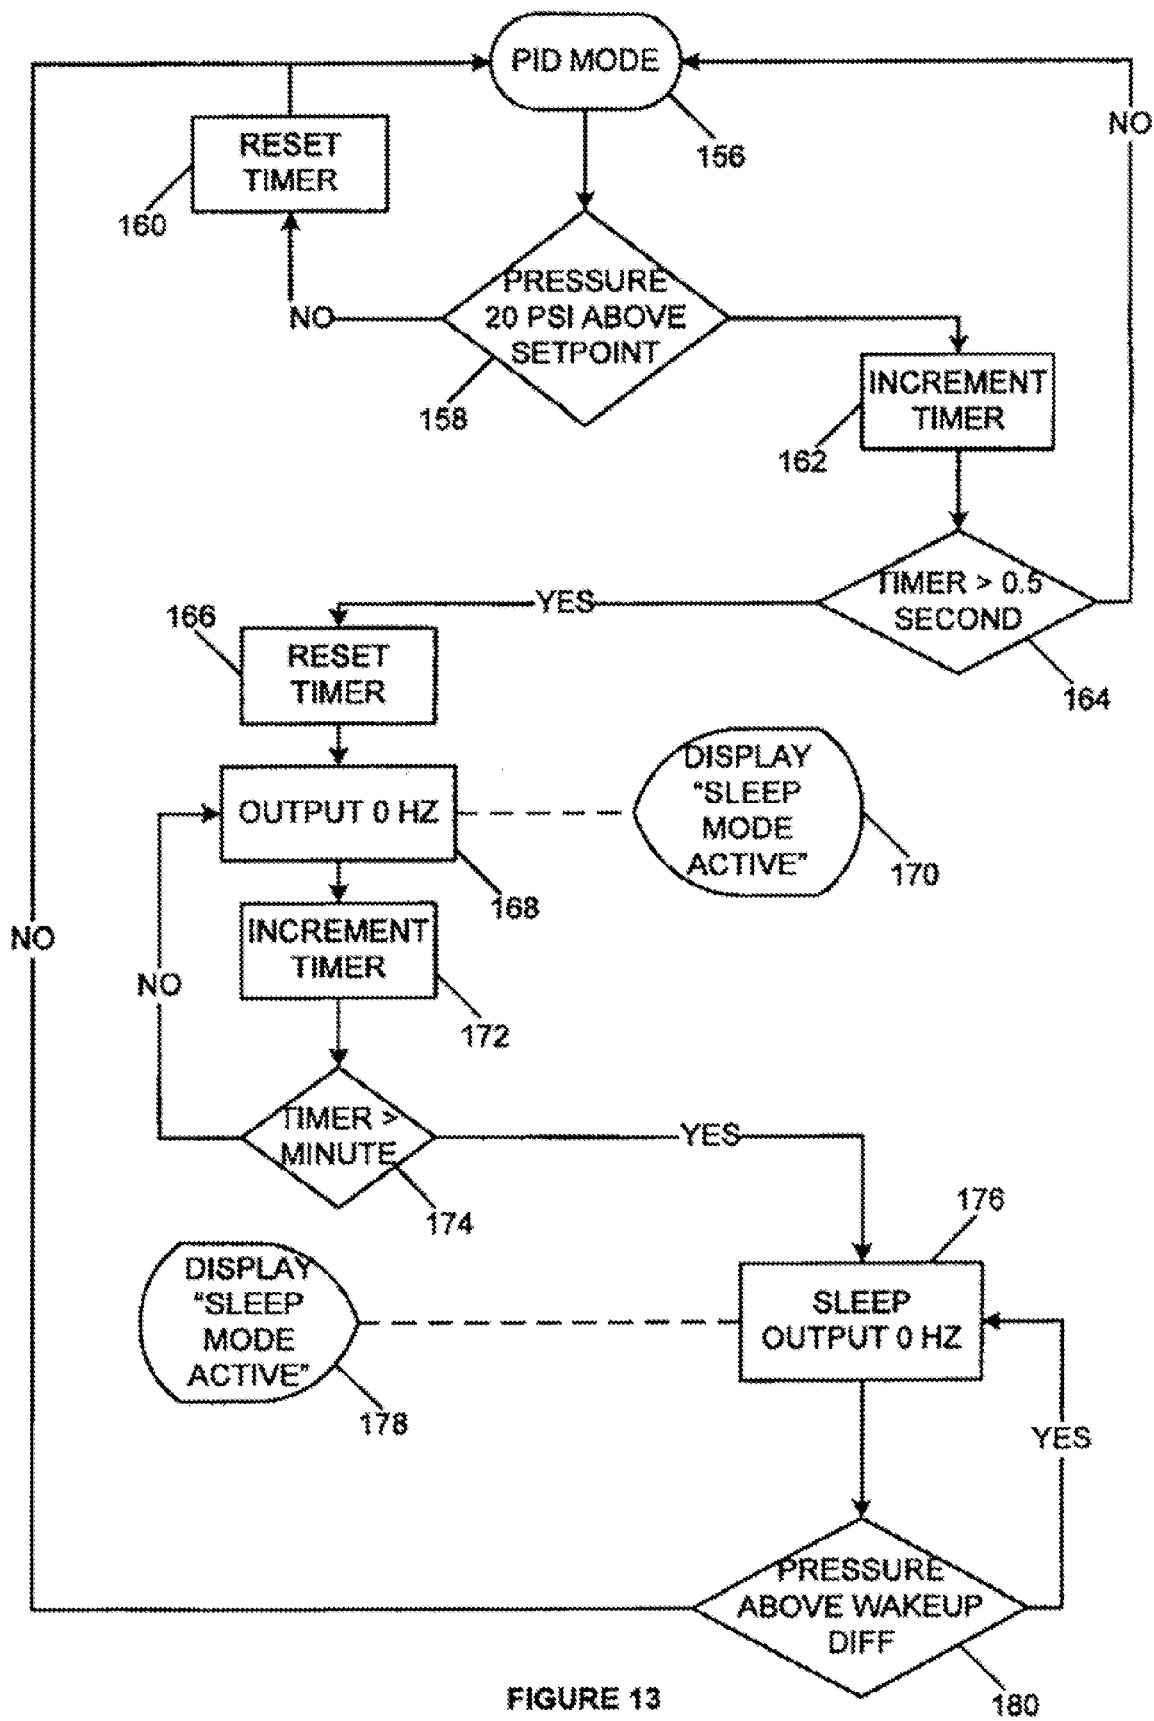 PID MODE
156
NO
RESET
TIMER
160
PRESSURE
20 PSI ABOVE
SETPOINT
NO
158
INCREMENT
TIMER
162
TIMER > 0.5
SECOND
164
YES
166
RESET
TIMER
OUTPUT 0 HZ
168
DISPLAY
"SLEEP
MODE
ACTIVE"
170
NO
INCREMENT
TIMER
172
NO
TIMER >
MINUTE
174
YES
176
SLEEP
OUTPUT 0 HZ
DISPLAY
"SLEEP
MODE
ACTIVE"
178
YES
PRESSURE
ABOVE WAKEUP
DIFF
180
FIGURE 13